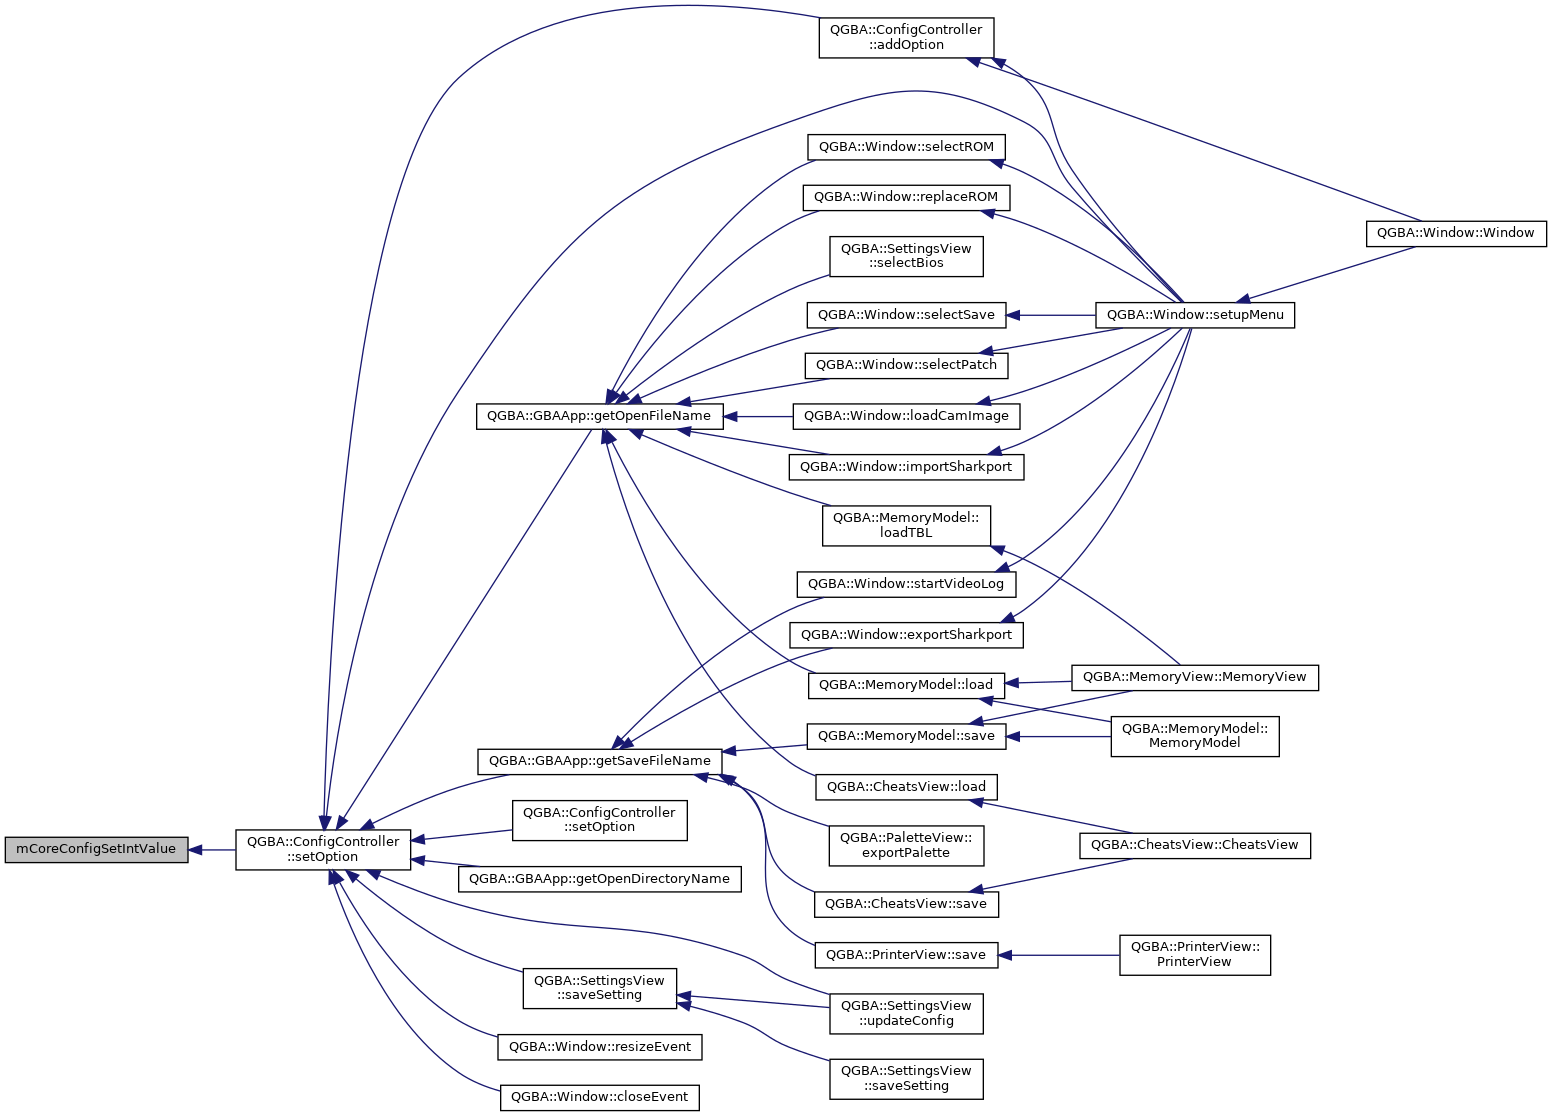 QGBA::ConfigController
::addOption
QGBA::Window::selectROM
QGBA::Window::replaceROM
QGBA::Window::Window
QGBA::SettingsView
::selectBios
QGBA::Window::selectSave
QGBA::Window::setupMenu
QGBA::Window::selectPatch
QGBA::GBAApp::getOpenFileName
QGBA::Window::loadCamImage
QGBA::Window::importSharkport
QGBA::MemoryModel::
loadTBL
QGBA::Window::startVideoLog
QGBA::Window::exportSharkport
QGBA::MemoryModel::load
QGBA::MemoryView::MemoryView
QGBA::MemoryModel::save
QGBA::MemoryModel::
MemoryModel
QGBA::GBAApp::getSaveFileName
QGBA::CheatsView::load
QGBA::ConfigController
::setOption
QGBA::PaletteView::
exportPalette
QGBA::CheatsView::CheatsView
mCoreConfigSetIntValue
QGBA::ConfigController
::setOption
QGBA::GBAApp::getOpenDirectoryName
QGBA::CheatsView::save
QGBA::PrinterView::save
QGBA::PrinterView::
PrinterView
QGBA::SettingsView
::saveSetting
QGBA::SettingsView
::updateConfig
QGBA::Window::resizeEvent
QGBA::SettingsView
::saveSetting
QGBA::Window::closeEvent